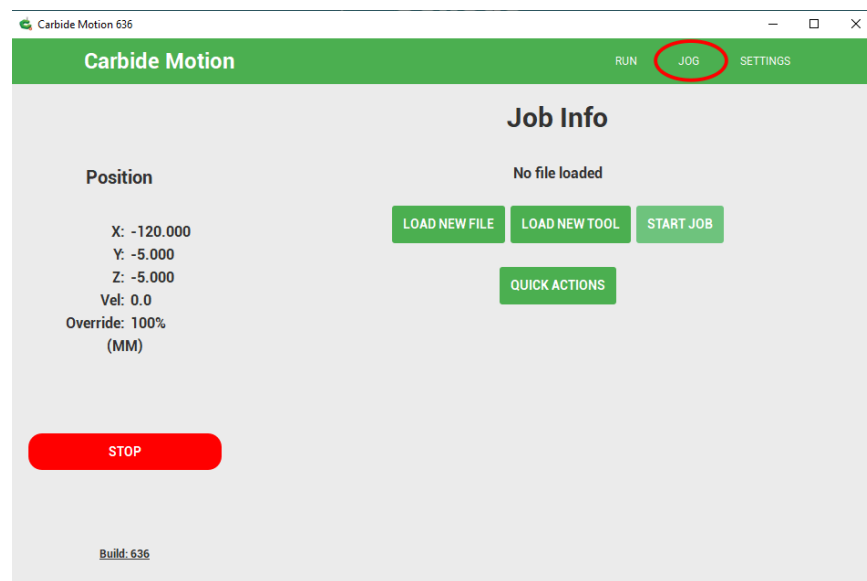 Carbide Motion 636
Carbide Motion
RUN JOG SETTINGS
Job Info
No file loaded
LOAD NEW FILE LOAD NEW TOOL START JOB
QUICK ACTIONS
Position
X: -120.000
Y: -5.000
Z: -5.000
Vel: 0.0
Override: 100%
(MM)
STOP
Build: 636